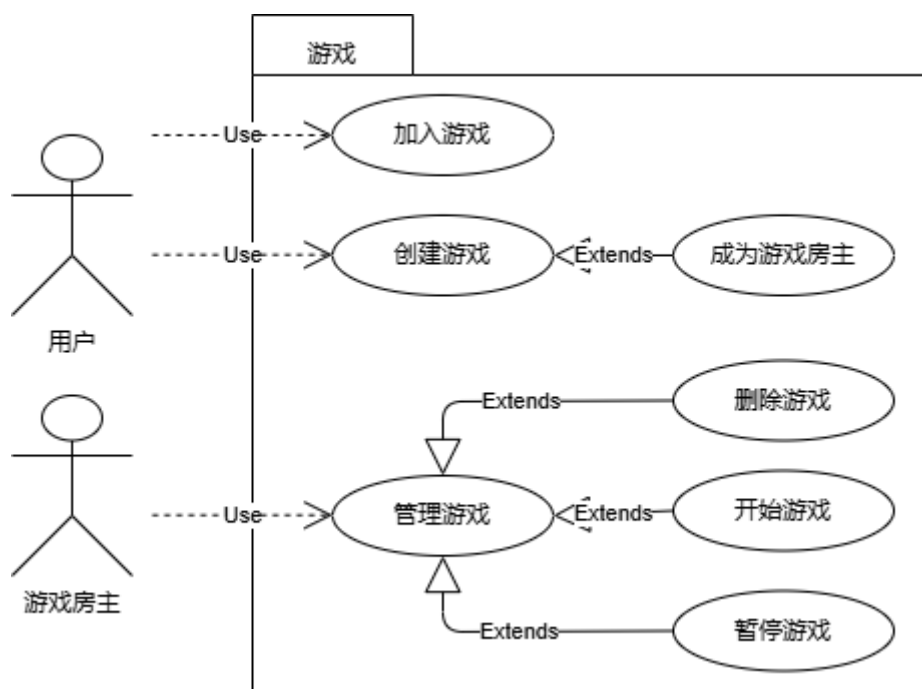 游戏
Use
加入游戏
用户
Use
创建游戏
Extends
成为游戏房主
Extends
删除游戏
游戏房主
Use
管理游戏
Extends
开始游戏
Extends
暂停游戏